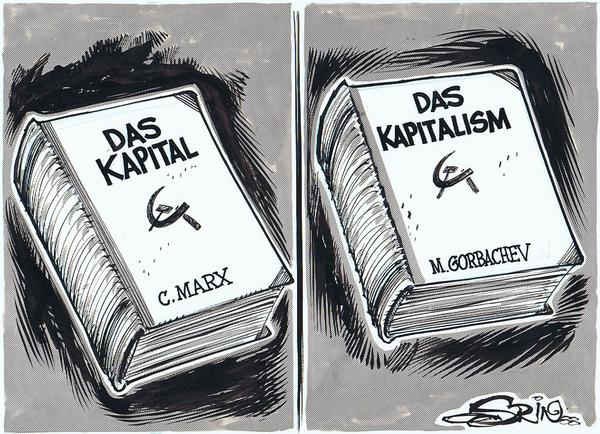 DAS
KAPITAL
C. MARX
DAS
KAPITALISM
M. GORBACHEV